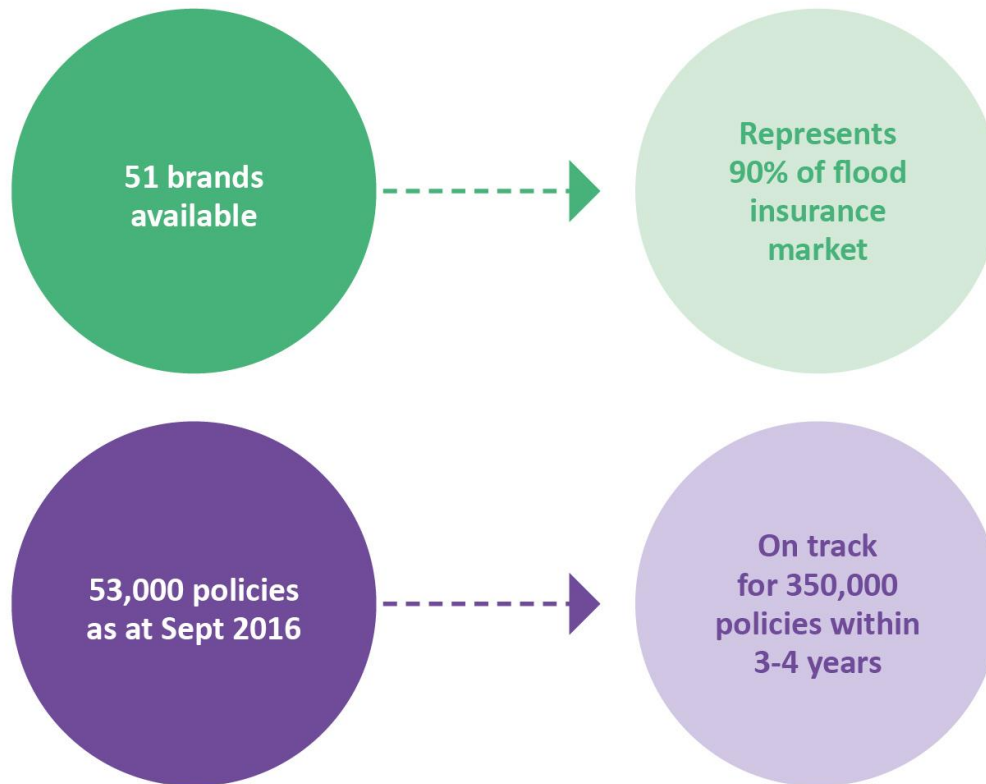 51 brands
available
Represents
90% of flood
insurance
market
53,000 policies
as at Sept 2016
On track
for 350,000
policies within
3-4 years